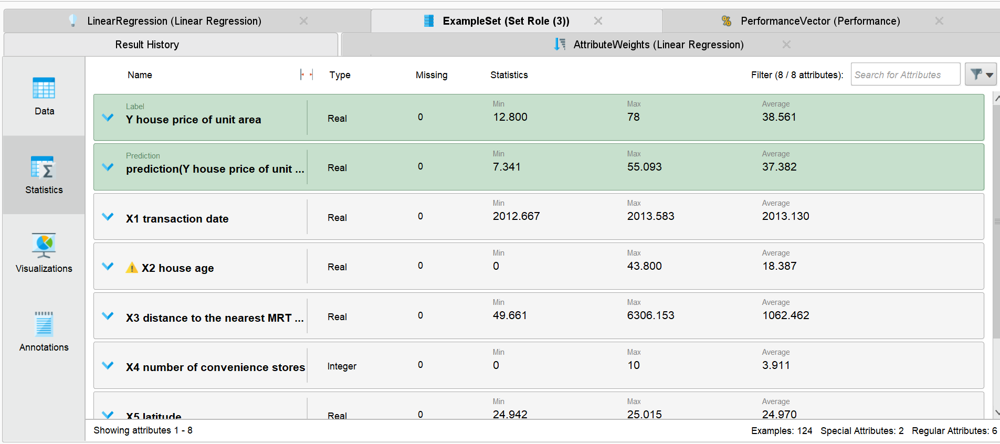 LinearRegression (Linear Regression)
ExampleSet (Set Role (3))
PerformanceVector (Performance)
Result History
AttributeWeights (Linear Regression)
Data
Statistics
Visualizations
Annotations
Name Type Missing Statistics Filter (8 / 8 attributes): Search for Attributes
Label
Y house price of unit area Real 0 Min 12.800 Max 78 Average 38.561
Prediction
prediction(Y house price of unit ... Real 0 Min 7.341 Max 55.093 Average 37.382
X1 transaction date Real 0 Min 2012.667 Max 2013.583 Average 2013.130
X2 house age Real 0 Min 0 Max 43.800 Average 18.387
X3 distance to the nearest MRT ... Real 0 Min 49.661 Max 6306.153 Average 1062.462
X4 number of convenience stores Integer 0 Min 0 Max 10 Average 3.911
X5 latitude Real 0 Min 24.942 Max 25.015 Average 24.970
Showing attributes 1 - 8
Examples: 124 Special Attributes: 2 Regular Attributes: 6